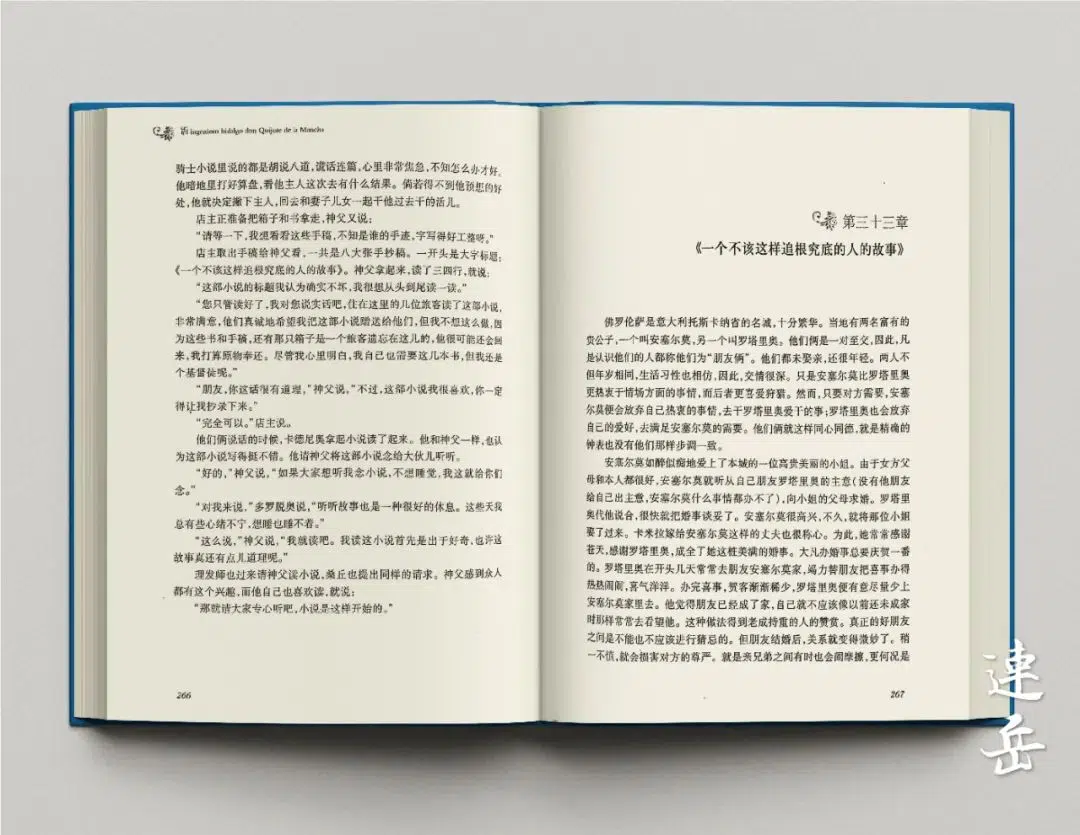 El ingenioso hidalgo don Quijote de la Mancha
骑士小说里说的都是胡说八道，谎话连篇，心里非常焦急，不知怎么办才好。
他暗地里打好算盘，看他主人这次去有什么结果。倘若得不到他预想的好
处，他就决定撇下主人，回去和妻子儿女一起干他过去干的活儿。
店主正准备把箱子和书拿走，神父又说：
“请等一下，我想看看这些手稿，不知是谁的手迹，字写得好工整呀。”
店主取出手稿给神父看，一共是八大张手抄稿。一开头是大字标题：
《一个不该这样追根究底的人的故事》。神父拿起来，读了三四行，就说：
“这部小说的标题我认为确实不坏，我很想从头到尾读一读。”
“您只管读好了，我对您说实话吧，住在这里的几位旅客读了这部小说，
非常满意，他们真诚地希望我把这部小说赠送给他们，但我不想这么做，因
为这些书和手稿，还有那只箱子是一个旅客遗忘在这儿的，他很可能还会回
来，我打算原物奉还。尽管我心里明白，我自己也需要这几本书，但我还是
个基督徒呢。”
“朋友，你这话很有道理，”神父说，“不过，这部小说我很喜欢，你一定
得让我抄录下来。”
“完全可以。”店主说。
他们俩说话的时候，卡德尼奥拿起小说读了起来。他和神父一样，也认
为这部小说写得挺不错。他请神父将这部小说念给大伙儿听听。
“好的，”神父说，“如果大家想听我念小说，不想睡觉，我这就给你们
念。”
“对我来说，”多罗脱奥说，“听听故事也是一种很好的休息。这些天我
总有些心绪不宁，想睡也睡不着。”
“这么说，”神父说，“我就读吧。我读这小说首先是出于好奇，也许这
故事真还有点儿道理呢。”
理发师也过来请神父读小说，桑丘也提出同样的请求。神父感到众人
都有这个兴趣，而他自己也喜欢读，就说：
“那就请大家专心听吧，小说是这样开始的。”
266
第三十三章
《一个不该这样追根究底的人的故事》
佛罗伦萨是意大利托斯卡纳省的名城，十分繁华。当地有两名富有的
贵公子，一个叫安塞尔莫，另一个叫罗塔里奥。他们俩是一对至交，因此，凡
是认识他们的人都称他们为“朋友俩”。他们都未娶亲，还很年轻。两人不
但年岁相同，生活习性也相仿，因此，交情很深。只是安塞尔莫比罗塔里奥
更热衷于情场方面的事情，而后者更喜爱狩猎。然而，只要对方需要，安塞
尔莫便会放弃自己热衷的事情，去干罗塔里奥爱干的事；罗塔里奥也会放弃
自己的爱好，去满足安塞尔莫的需要。他们俩就这样同心同德，就是精确的
钟表也没有他们那样步调一致。
安塞尔莫如醉似痴地爱上了本城的一位高贵美丽的小姐。由于女方父
母和本人都很好，安塞尔莫就听从自己朋友罗塔里奥的主意（没有他朋友
给自己出主意，安塞尔莫什么事情都办不了），向小姐的父母求婚。罗塔里
奥代他说合，很快就把婚事谈妥了。安塞尔莫很高兴，不久，就将那位小姐
娶了过来。卡米拉嫁给安塞尔莫这样的丈夫也很称心。为此，她常常感谢
苍天，感谢罗塔里奥，成全了她这桩美满的婚事。大凡办婚事总要庆贺一番
的。罗塔里奥在开头几天常常去朋友安塞尔莫家，竭力替朋友把喜事办得
热热闹闹，喜气洋洋。办完喜事，贺客渐渐稀少，罗塔里奥便有意尽量少上
安塞尔莫家里去。他觉得朋友已经成了家，自己就不应该像以前还未成家
时那样常常去看望他。这种做法得到老成持重的人的赞赏。真正的好朋友
之间是不能也不应该进行猜忌的。但朋友结婚后，关系就变得微妙了。稍
一不慎，就会损害对方的尊严。就是亲兄弟之间有时也会闹摩擦，更何况是
267
連岳